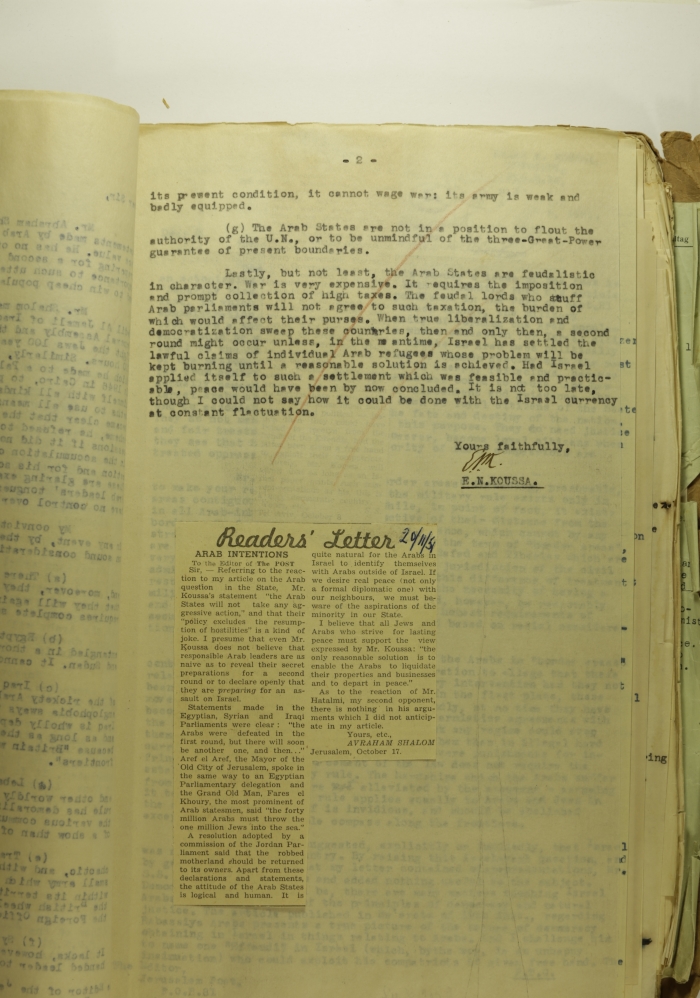 - 2 -
its present condition, it cannot wage war: its army is weak and
badly equipped.
(g) The Arab States are not in a position to flout the
authority of the U.N., or to be unmindful of the three-Great-Power
guarantee of present boundaries.
Lastly, but not least, the Arab States are feudalistic
in character. War is very expensive. It requires the imposition
and prompt collection of high taxes. The feudal lords who stuff
Arab parliaments will not agree to such taxation, the burden of
which would affect their purses. When true liberalization and
democratization sweep these countries, then and only then, a second
round might occur unless, in the meantime, Israel has settled the
lawful claims of individual Arab refugees whose problem will be
kept burning until a reasonable solution is achieved. Had Israel
applied itself to such a settlement which was feasible and practic-
able, peace would have been by now concluded. It is not too late,
though I could not say how it could be done with the Israel currency
at constant flactuation.
Yours faithfully,
E.N.KOUSSA.
Readers' Letter
ARAB INTENTIONS
To the Editor of The POST
Sir, — Referring to the reac-
tion to my article on the Arab
question in the State, Mr.
Koussa's statement "the Arab
States will not take any ag-
gressive action," and that their
"policy excludes the resump-
tion of hostilities" is a kind of
joke. I presume that even Mr.
Koussa does not believe that
responsible Arab leaders are as
naive as to reveal their secret
preparations for a second
round or to declare openly that
they are preparing for an as-
sault on Israel.
Statements made in the
Egyptian, Syrian and Iraqi
Parliaments were clear: "the
Arabs were defeated in the
first round, but there will soon
be another one, and then..."
Aref el Aref, the Mayor of the
Old City of Jerusalem, spoke in
the same way to an Egyptian
Parliamentary delegation and
the Grand Old Man, Fares el
Khoury, the most prominent of
Arab statesmen, said "the forty
million Arabs must throw the
one million Jews into the sea."
A resolution adopted by a
commission of the Jordan Par-
liament said that the robbed
motherland should be returned
to its owners. Apart from these
declarations and statements,
the attitude of the Arab States
is logical and human. It is
quite natural for the Arabs in
Israel to identify themselves
with Arabs outside of Israel. If
we desire real peace (not only
a formal diplomatic one) with
our neighbours, we must be-
ware of the aspirations of the
minority in our State.
I believe that all Jews and
Arabs who strive for lasting
peace must support the view
expressed by Mr. Koussa: "the
only reasonable solution is to
enable the Arabs to liquidate
their properties and businesses
and to depart in peace."
As to the reaction of Mr.
Hatalmi, my second opponent,
there is nothing in his argu-
ments which I did not anticip-
ate in my article.
Yours, etc.,
AVRAHAM SHALOM
Jerusalem, October 17.